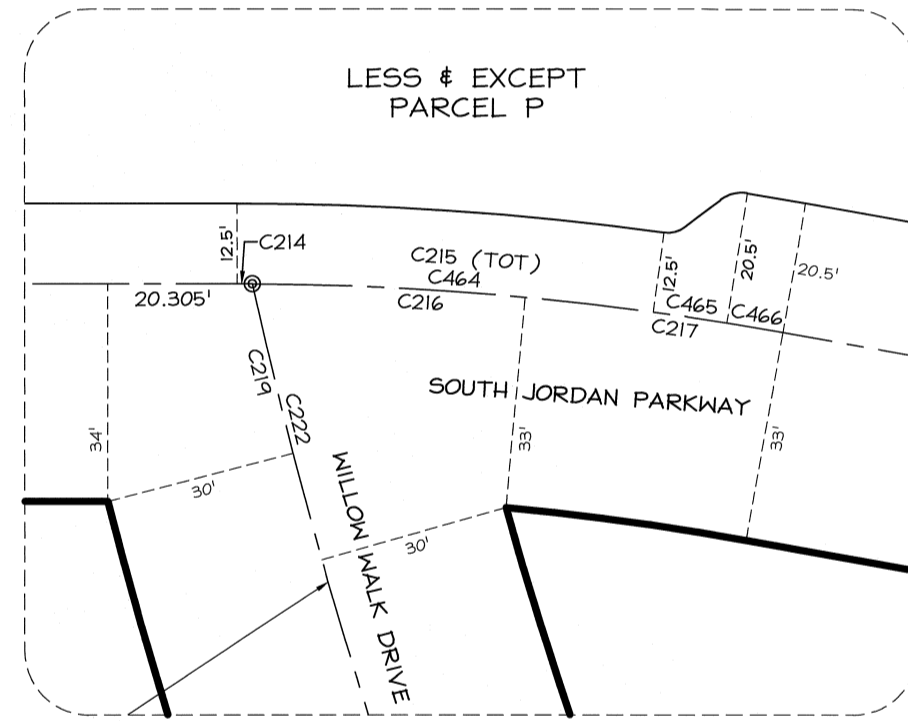 LESS & EXCEPT
PARCEL P
12.5'
C214
C215 (TOT)
C464
C216
12.5'
20.5'
20.5'
20.305'
C465
C466
C217
C219
C222
SOUTH JORDAN PARKWAY
34'
33'
33'
30'
WILLOW WALK DRIVE
30'